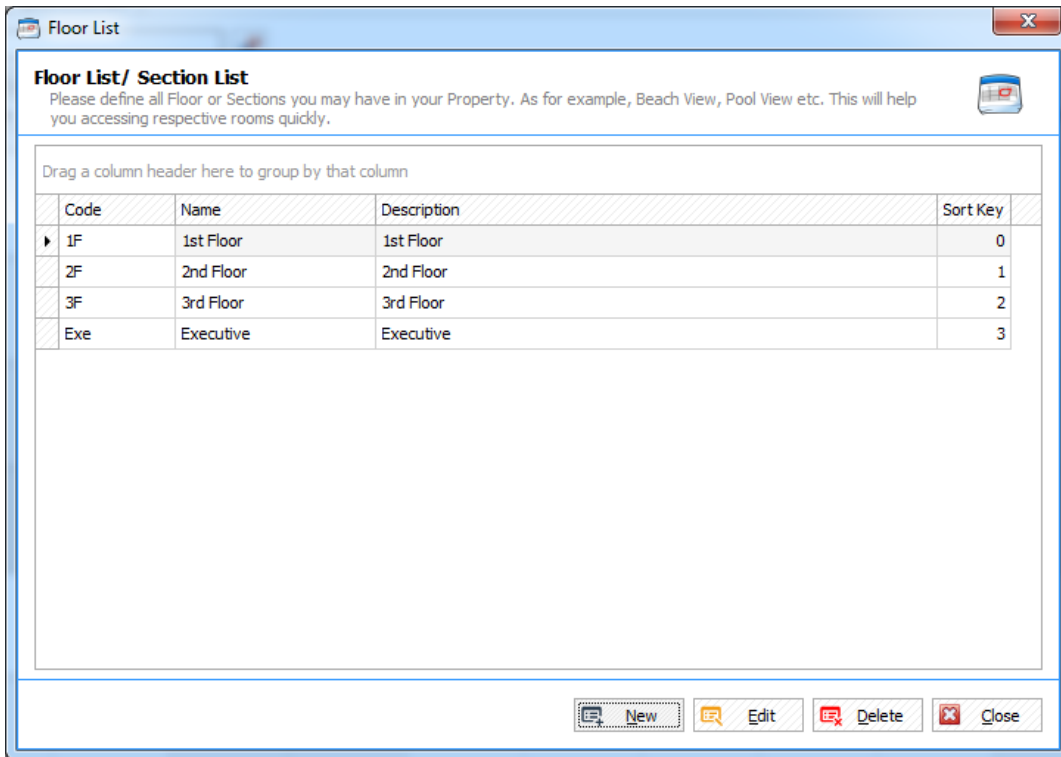 Floor List
Floor List/ Section List
Please define all Floor or Sections you may have in your Property. As for example, Beach View, Pool View etc. This will help
you accessing respective rooms quickly.
Drag a column header here to group by that column
Code Name Description Sort Key
1F 1st Floor 1st Floor 0
2F 2nd Floor 2nd Floor 1
3F 3rd Floor 3rd Floor 2
Exe Executive Executive 3
New Edit Delete Close